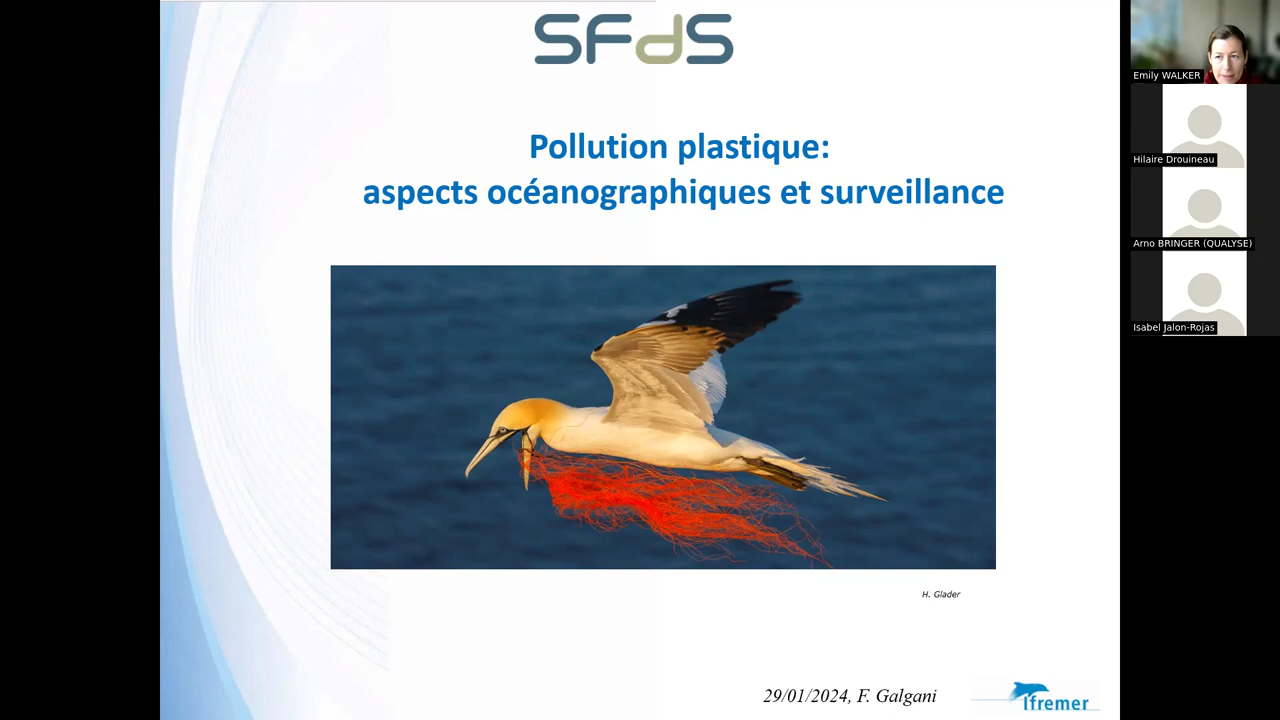 SFdS
Pollution plastique:
aspects océanographiques et surveillance
H. Glader
29/01/2024, F. Galgani
Ifremer
Emily WALKER
Hilaire Drouineau
Arno BRINGER (QUALYSE)
Isabel Jalon-Rojas